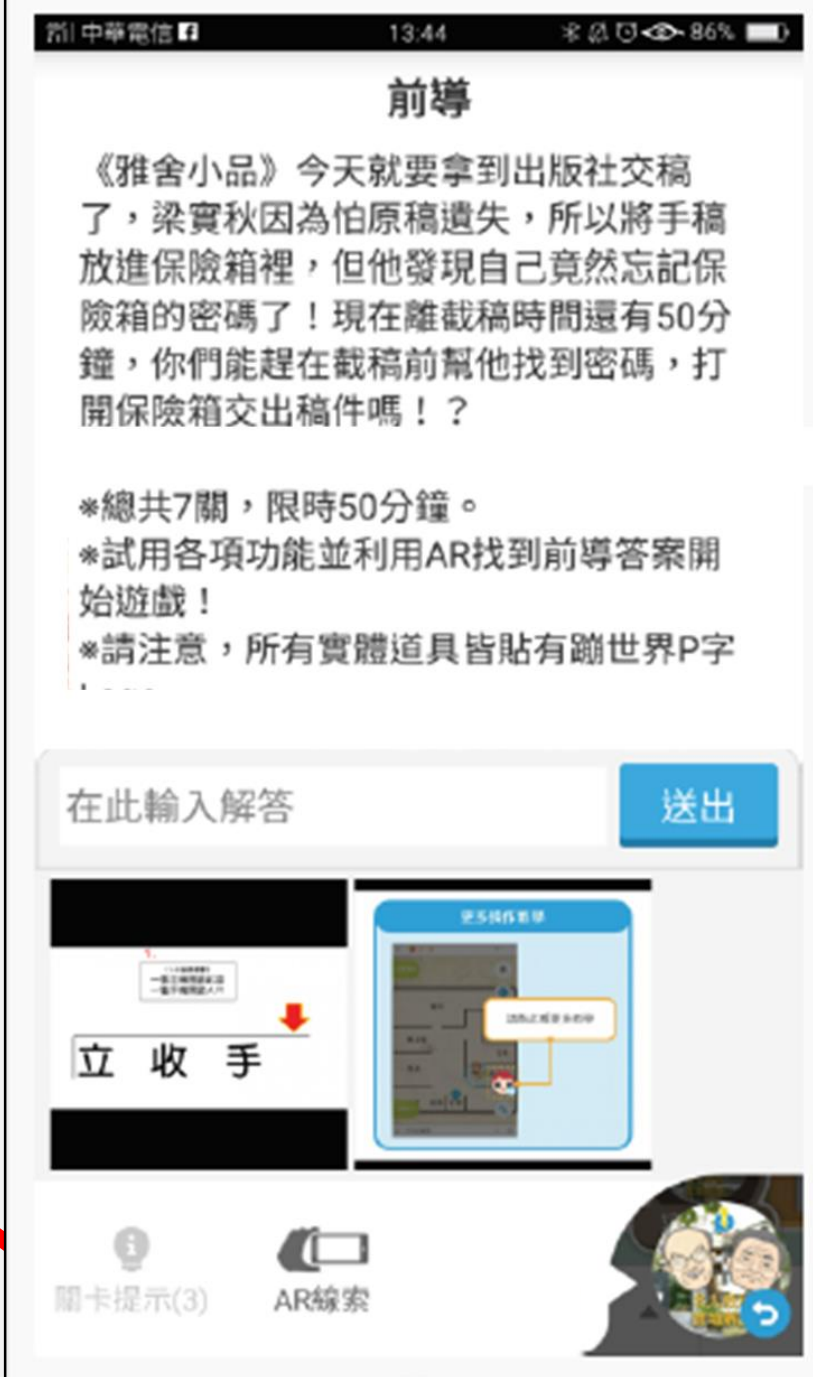 中華電信 13:44 86%
前導
《雅舍小品》今天就要拿到出版社交稿
了，梁實秋因為怕原稿遺失，所以將手稿
放進保險箱裡，但他發現自己竟然忘記保
險箱的密碼了！現在離截稿時間還有50分
鐘，你們能趕在截稿前幫他找到密碼，打
開保險箱交出稿件嗎！？
※總共7關，限時50分鐘。
※試用各項功能並利用AR找到前導答案開
始遊戲！
※請注意，所有實體道具皆貼有蹦世界P字
在此輸入解答 送出
更多操作教學
立 收 手
關卡提示(3) AR線索